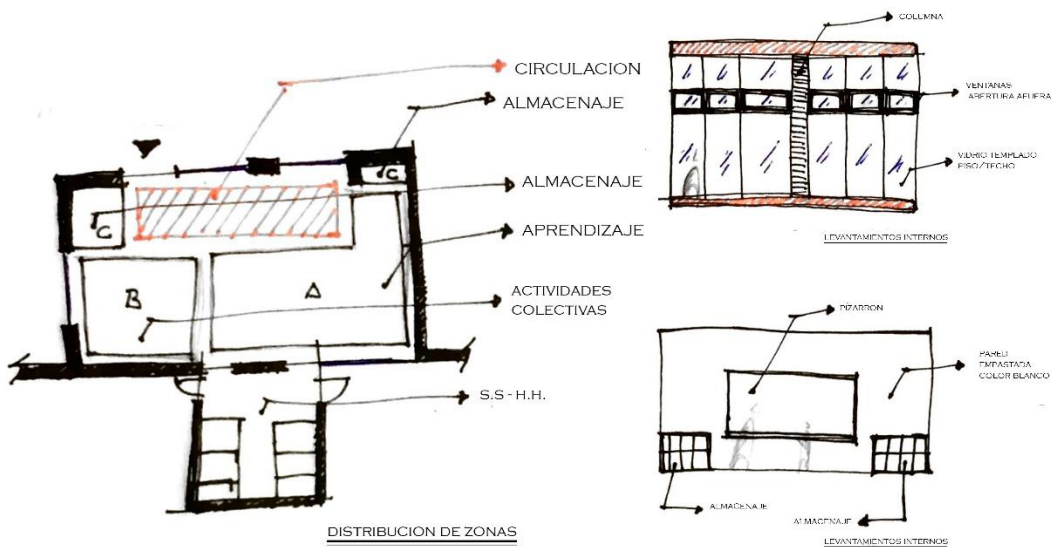 CIRCULACION
ALMACENAJE
ALMACENAJE
APRENDIZAJE
ACTIVIDADES
COLECTIVAS
S.S - H.H.
C
C
B
A
DISTRIBUCION DE ZONAS
COLUMNA
VENTANAS
ABERTURA AFUERA
VIDRIO TEMPLADO
PISO/TECHO
LEVANTAMIENTOS INTERNOS
PIZARRON
PARED
EMPASTADA
COLOR BLANCO
ALMACENAJE
ALMACENAJE
LEVANTAMIENTOS INTERNOS